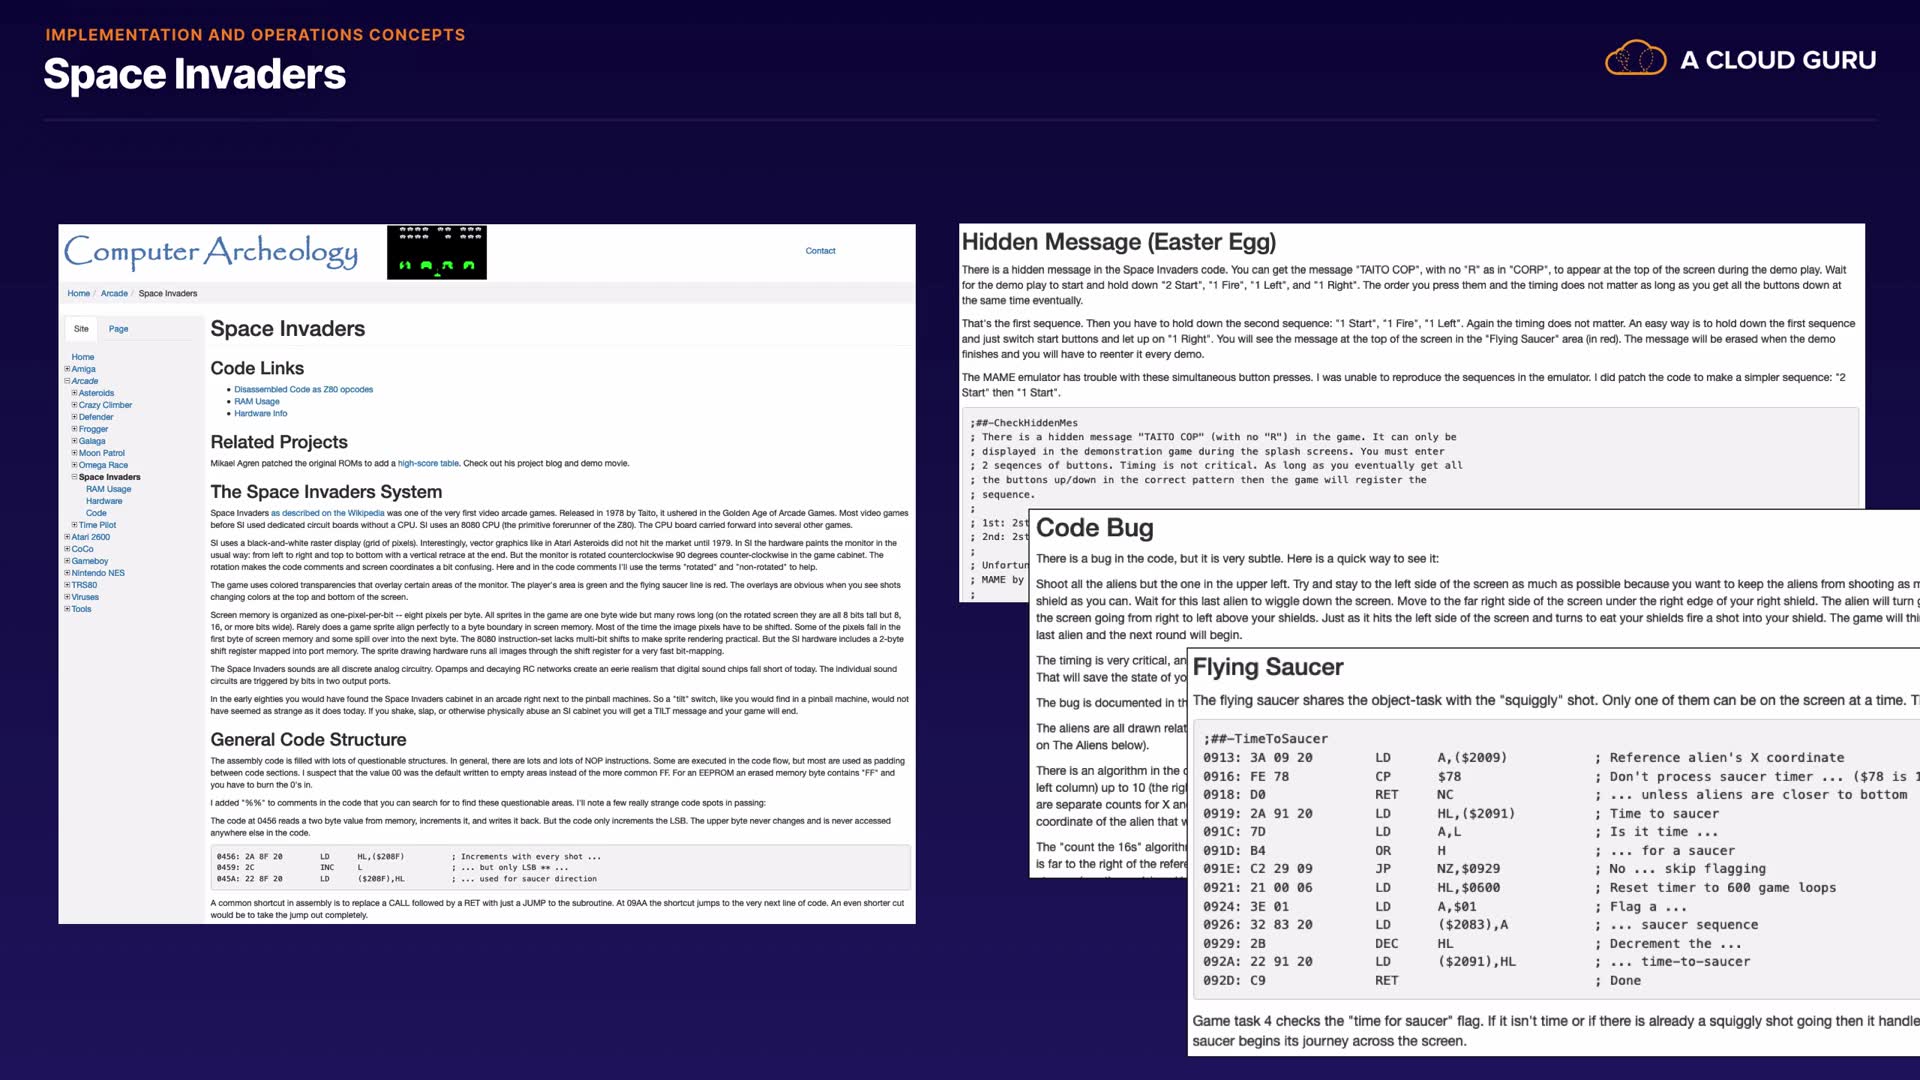 IMPLEMENTATION AND OPERATIONS CONCEPTS
Space Invaders
A CLOUD GURU
Computer Archeology
Contact
Home / Arcade / Space Invaders
Site Page
Home
Amiga
Arcade
Asteroids
Crazy Climber
Defender
Frogger
Galaga
Moon Patrol
Omega Race
Space Invaders
RAM Usage
Hardware
Code
Time Pilot
Atari 2600
CoCo
Gameboy
Nintendo NES
TRS80
Viruses
Tools
Space Invaders
Code Links
Disassembled Code as Z80 opcodes
RAM Usage
Hardware Info
Related Projects
Mikael Agren patched the original ROMs to add a high-score table. Check out his project blog and demo movie.
The Space Invaders System
Space Invaders as described on the Wikipedia was one of the very first video arcade games. Released in 1978 by Taito, it ushered in the Golden Age of Arcade Games. Most video games
before SI used dedicated circuit boards without a CPU. SI uses an 8080 CPU (the primitive forerunner of the Z80). The CPU board carried forward into several other games.
SI uses a black-and-white raster display (grid of pixels). Interestingly, vector graphics like in Atari Asteroids did not hit the market until 1979. In SI the hardware paints the monitor in the
usual way: from left to right and top to bottom with a vertical retrace at the end. But the monitor is rotated counterclockwise 90 degrees counter-clockwise in the game cabinet. The
rotation makes the code comments and screen coordinates a bit confusing. Here and in the code comments I'll use the terms "rotated" and "non-rotated" to help.
The game uses colored transparencies that overlay certain areas of the monitor. The player's area is green and the flying saucer line is red. The overlays are obvious when you see shots
changing colors at the top and bottom of the screen.
Screen memory is organized as one-pixel-per-bit -- eight pixels per byte. All sprites in the game are one byte wide but many rows long (on the rotated screen they are all 8 bits tall but 8,
16, or more bits wide). Rarely does a game sprite align perfectly to a byte boundary in screen memory. Most of the time the image pixels have to be shifted. Some of the pixels fall in the
first byte of screen memory and some spill over into the next byte. The 8080 instruction-set lacks multi-bit shifts to make sprite rendering practical. But the SI hardware includes a 2-byte
shift register mapped into port memory. The sprite drawing hardware runs all images through the shift register for a very fast bit-mapping.
The Space Invaders sounds are all discrete analog circuitry. Opamps and decaying RC networks create an eerie realism that digital sound chips fall short of today. The individual sound
circuits are triggered by bits in two output ports.
In the early eighties you would have found the Space Invaders cabinet in an arcade right next to the pinball machines. So a "tilt" switch, like you would find in a pinball machine, would not
have seemed as strange as it does today. If you shake, slap, or otherwise physically abuse an SI cabinet you will get a TILT message and your game will end.
General Code Structure
The assembly code is filled with lots of questionable structures. In general, there are lots and lots of NOP instructions. Some are executed in the code flow, but most are used as padding
between code sections. I suspect that the value 00 was the default written to empty areas instead of the more common FF. For an EEPROM an erased memory byte contains "FF" and
you have to burn the 0's in.
I added "%%" to comments in the code that you can search for to find these questionable areas. I'll note a few really strange code spots in passing:
The code at 0456 reads a two byte value from memory, increments it, and writes it back. But the code only increments the LSB. The upper byte never changes and is never accessed
anywhere else in the code.
0456: 2A 8F 20 LD HL,($208F) ; Increments with every shot ...
0459: 2C INC L ; ... but only LSB ** ...
045A: 22 8F 20 LD ($208F),HL ; ... used for saucer direction
A common shortcut in assembly is to replace a CALL followed by a RET with just a JUMP to the subroutine. At 09AA the shortcut jumps to the very next line of code. An even shorter cut
would be to take the jump out completely.
Hidden Message (Easter Egg)
There is a hidden message in the Space Invaders code. You can get the message "TAITO COP", with no "R" as in "CORP", to appear at the top of the screen during the demo play. Wait
for the demo play to start and hold down "2 Start", "1 Fire", "1 Left", and "1 Right". The order you press them and the timing does not matter as long as you get all the buttons down at
the same time eventually.
That's the first sequence. Then you have to hold down the second sequence: "1 Start", "1 Fire", "1 Left". Again the timing does not matter. An easy way is to hold down the first sequence
and just switch start buttons and let up on "1 Right". You will see the message at the top of the screen in the "Flying Saucer" area (in red). The message will be erased when the demo
finishes and you will have to reenter it every demo.
The MAME emulator has trouble with these simultaneous button presses. I was unable to reproduce the sequences in the emulator. I did patch the code to make a simpler sequence: "2
Start" then "1 Start".
;##-CheckHiddenMes
; There is a hidden message "TAITO COP" (with no "R") in the game. It can only be
; displayed in the demonstration game during the splash screens. You must enter
; 2 seqences of buttons. Timing is not critical. As long as you eventually get all
; the buttons up/down in the correct pattern then the game will register the
; sequence.
;
; 1st: 2st
; 2nd: 2st
;
; Unfortun
; MAME by
;
Code Bug
There is a bug in the code, but it is very subtle. Here is a quick way to see it:
Shoot all the aliens but the one in the upper left. Try and stay to the left side of the screen as much as possible because you want to keep the aliens from shooting as m
shield as you can. Wait for this last alien to wiggle down the screen. Move to the far right side of the screen under the right edge of your right shield. The alien will turn
the screen going from right to left above your shields. Just as it hits the left side of the screen and turns to eat your shields fire a shot into your shield. The game will thi
last alien and the next round will begin.
The timing is very critical, an
That will save the state of yo
The bug is documented in th
The aliens are all drawn relat
on The Aliens below).
There is an algorithm in the
left column) up to 10 (the rig
are separate counts for X an
coordinate of the alien that w
The "count the 16s" algorith
is far to the right of the refere
Flying Saucer
The flying saucer shares the object-task with the "squiggly" shot. Only one of them can be on the screen at a time. T
;##-TimeToSaucer
0913: 3A 09 20 LD A,($2009) ; Reference alien's X coordinate
0916: FE 78 CP $78 ; Don't process saucer timer ... ($78 is 1
0918: D0 RET NC ; ... unless aliens are closer to bottom
0919: 2A 91 20 LD HL,($2091) ; Time to saucer
091C: 7D LD A,L ; Is it time ...
091D: B4 OR H ; ... for a saucer
091E: C2 29 09 JP NZ,$0929 ; No ... skip flagging
0921: 21 00 06 LD HL,$0600 ; Reset timer to 600 game loops
0924: 3E 01 LD A,$01 ; Flag a ...
0926: 32 83 20 LD ($2083),A ; ... saucer sequence
0929: 2B DEC HL ; Decrement the ...
092A: 22 91 20 LD ($2091),HL ; ... time-to-saucer
092D: C9 RET ; Done
Game task 4 checks the "time for saucer" flag. If it isn't time or if there is already a squiggly shot going then it handle
saucer begins its journey across the screen.